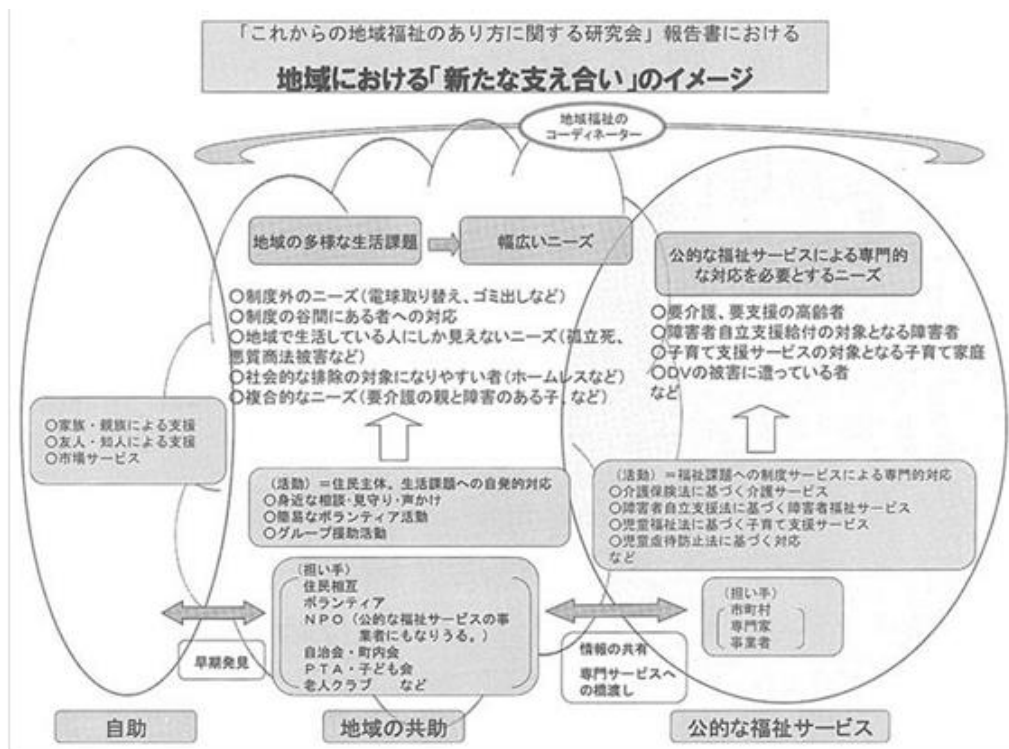 「これからの地域福祉のあり方に関する研究会」報告書における
地域における「新たな支え合い」のイメージ
地域福祉の
コーディネーター
地域の多様な生活課題
幅広いニーズ
公的な福祉サービスによる専門的
な対応を必要とするニーズ
○制度外のニーズ(電球取り替え、ゴミ出しなど)
○制度の谷間にある者への対応
○地域で生活している人にしか見えないニーズ(孤立死、
悪質商法被害など)
○社会的な排除の対象になりやすい者(ホームレスなど)
○複合的なニーズ(要介護の親と障害のある子、など)
○要介護、要支援の高齢者
○障害者自立支援給付の対象となる障害者
○子育て支援サービスの対象となる子育て家庭
○DVの被害に遭っている者
など
○家族・親族による支援
○友人・知人による支援
○市場サービス
(活動)=住民主体、生活課題への自発的対応
○身近な相談・見守り・声かけ
○簡易なボランティア活動
○グループ援助活動
(活動)=福祉課題への制度サービスによる専門的対応
○介護保険法に基づく介護サービス
○障害者自立支援法に基づく障害者福祉サービス
○児童福祉法に基づく子育て支援サービス
○児童虐待防止法に基づく対応
など
(担い手)
住民相互
ボランティア
NPO(公的な福祉サービスの事
業者にもなりうる。)
自治会・町内会
PTA・子ども会
老人クラブ など
(担い手)
市町村
専門家
事業者
早期発見
情報の共有
専門サービスへ
の橋渡し
自助
地域の共助
公的な福祉サービス